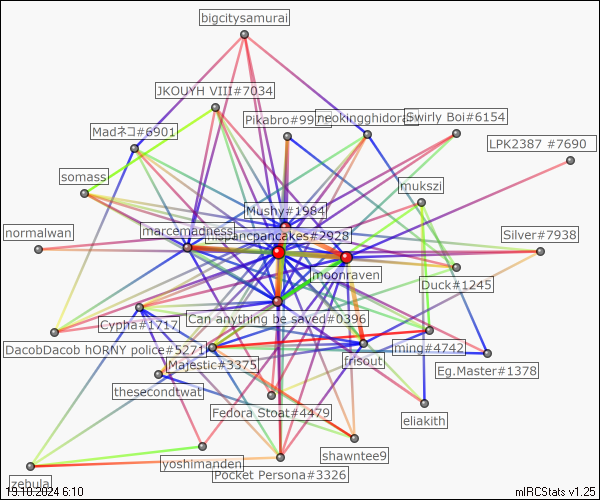 bigcitysamurai
JKOUYH VIII#7034
Pikabro#991
neokingghidora
Swirly Boi#6154
Madネコ#6901
LPK2387 #7690
somass
mukszi
Mushy#1984
marcemadness
hispancpancakes#2928
normalwan
Silver#7938
moonraven
Duck#1245
Can anything be saved#0396
Cypha#1717
DacobDacob hORNY police#5271
Majestic#3375
frisout
ming#4742
Eg.Master#1378
thesecondtwat
Fedora Stoat#4479
eliakith
yoshimanden
shawntee9
Pocket Persona#3326
zebula
19.10.2024 6:10
mIRCStats v1.25